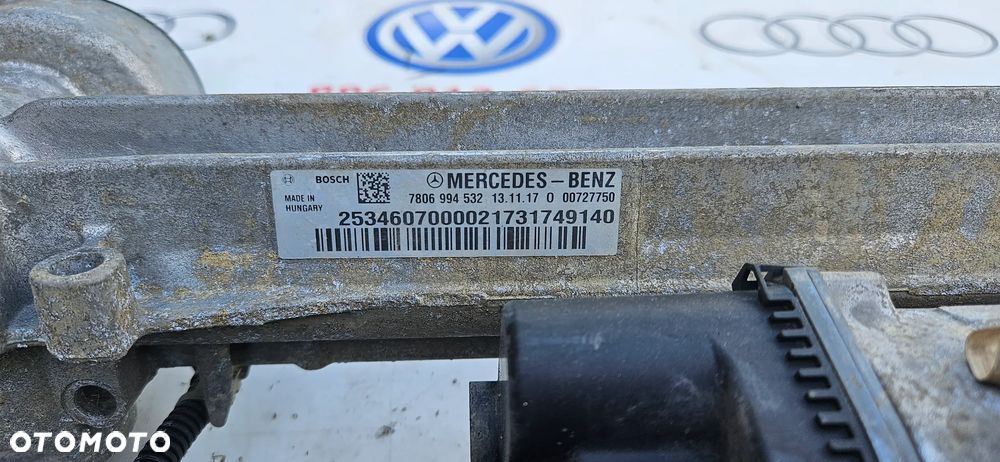 BOSCH
MERCEDES-BENZ
MADE IN
HUNGARY
7806 994 532 13.11.17 0 00727750
2534607000021731749140
OTOMOTO